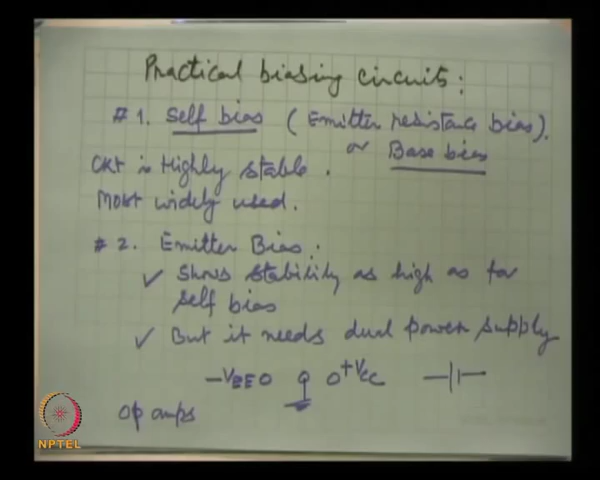 Practical biasing circuits:
# 1. Self bias (Emitter resistance bias).
or Base bias
CKT is Highly stable.
Most widely used.
# 2. Emitter Bias:
✓ Shows stability as high as for
self bias
✓ But it needs dual power supply
-VEE O O +VCC
Op amps
NPTEL